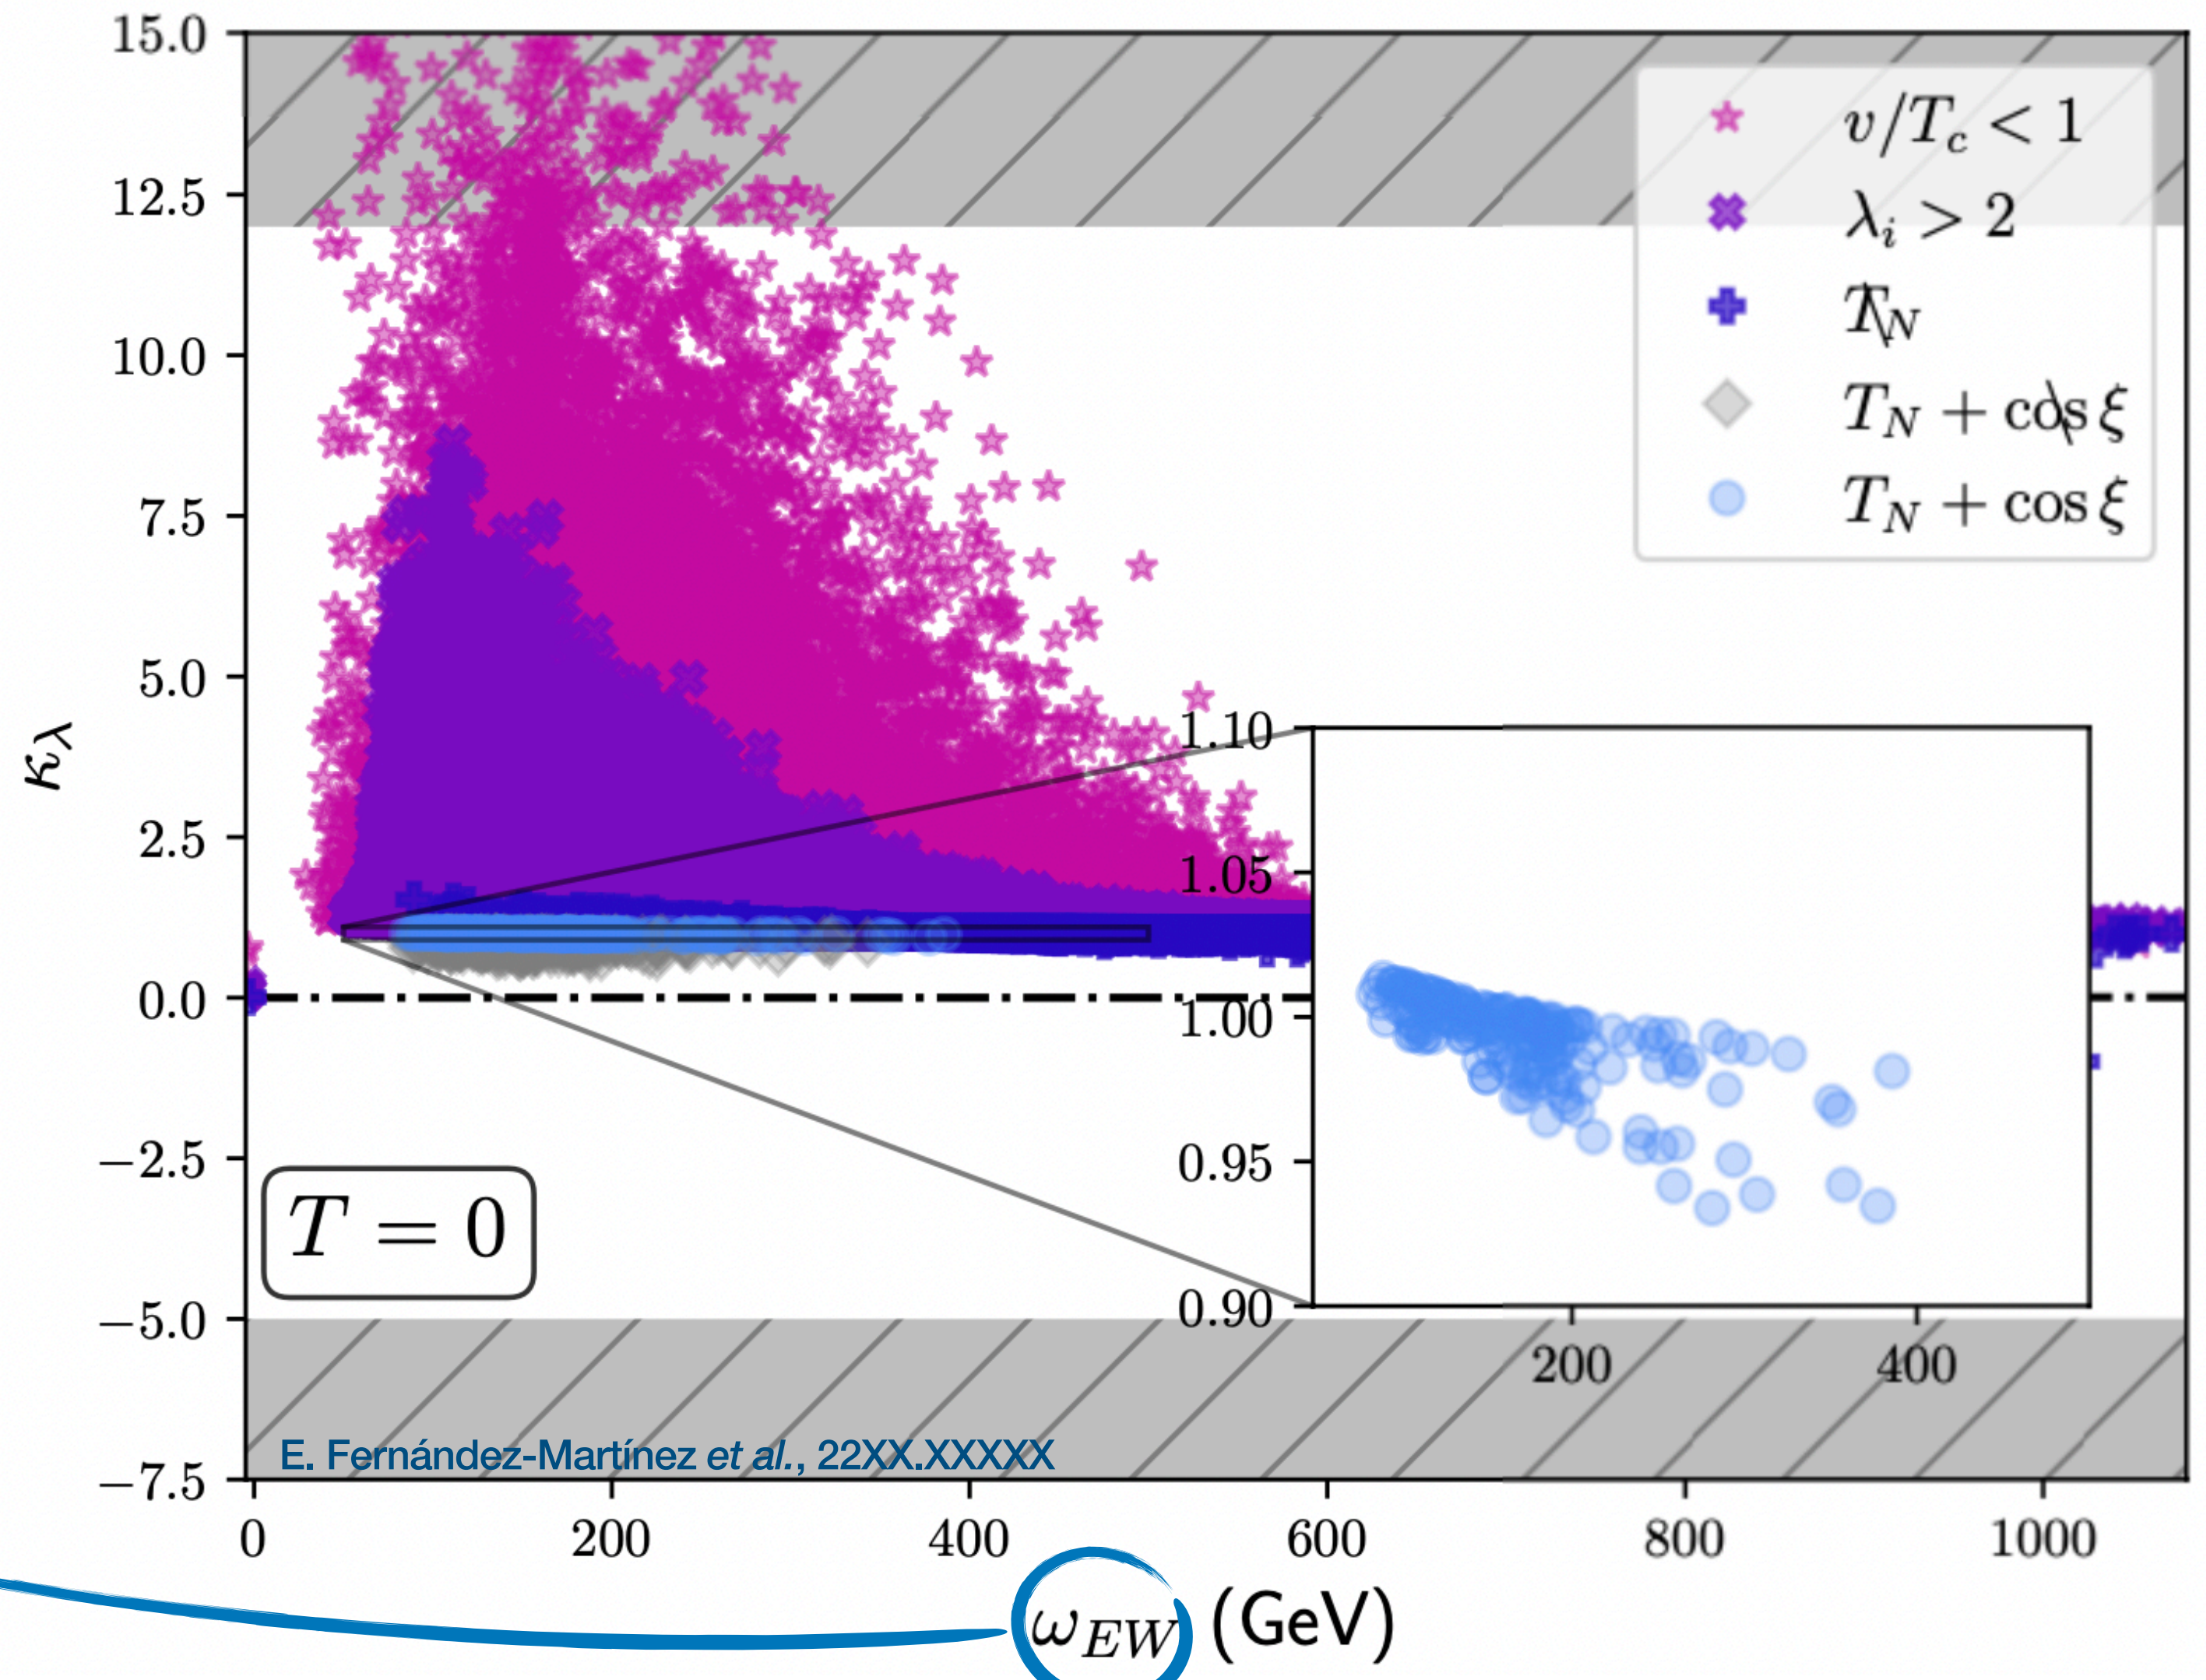 15.0
12.5
10.0
7.5
5.0
2.5
0.0
−2.5
−5.0
−7.5
κλ
v/Tc < 1
λi > 2
T̸N
TN + cos̸ ξ
TN + cos ξ
1.10
1.05
1.00
0.95
0.90
200 400
T = 0
E. Fernández-Martínez et al., 22XX.XXXXX
0 200 400 600 800 1000
ωEW (GeV)